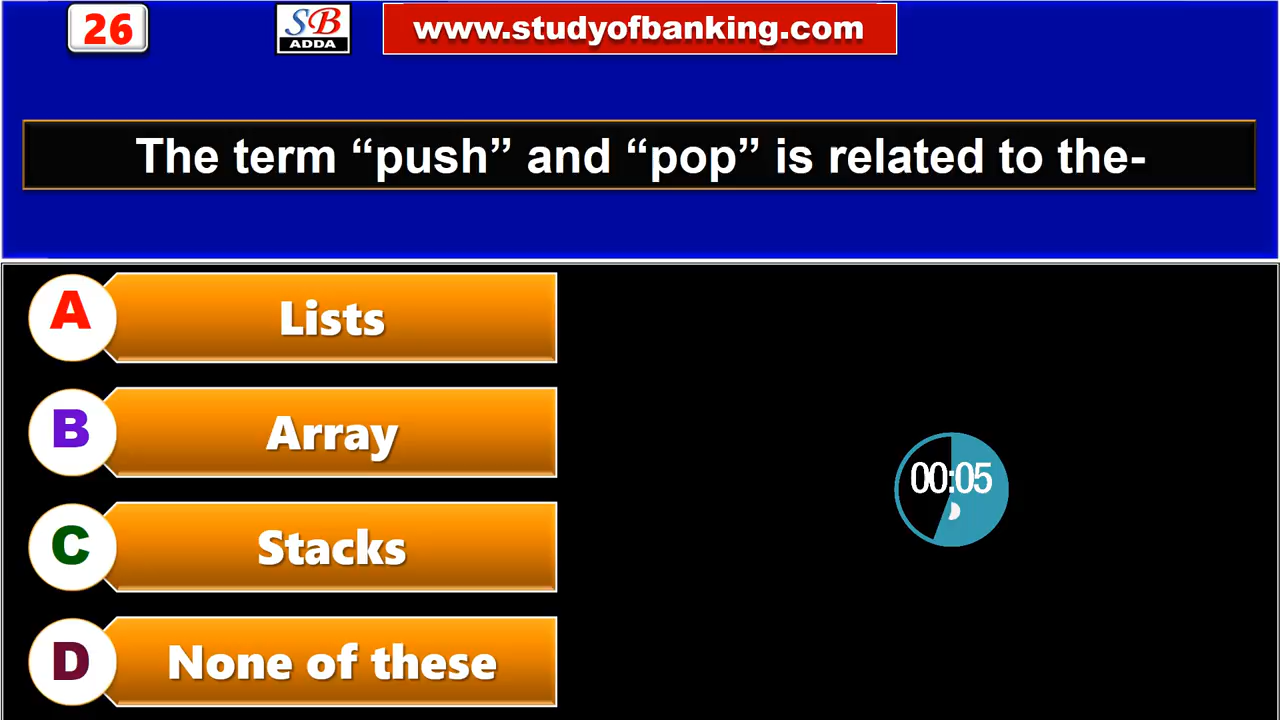 26
SB
ADDA
www.studyofbanking.com
The term “push” and “pop” is related to the-
A
Lists
B
Array
C
Stacks
D
None of these
00:05